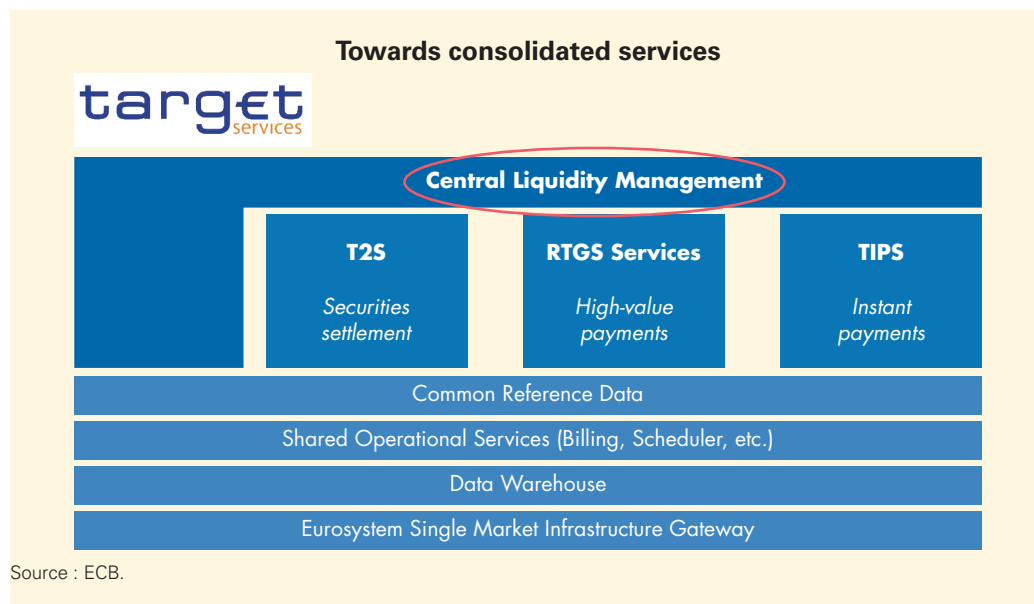 Towards consolidated services
target
services
Central Liquidity Management
T2S
Securities
settlement
RTGS Services
High-value
payments
TIPS
Instant
payments
Common Reference Data
Shared Operational Services (Billing, Scheduler, etc.)
Data Warehouse
Eurosystem Single Market Infrastructure Gateway
Source : ECB.